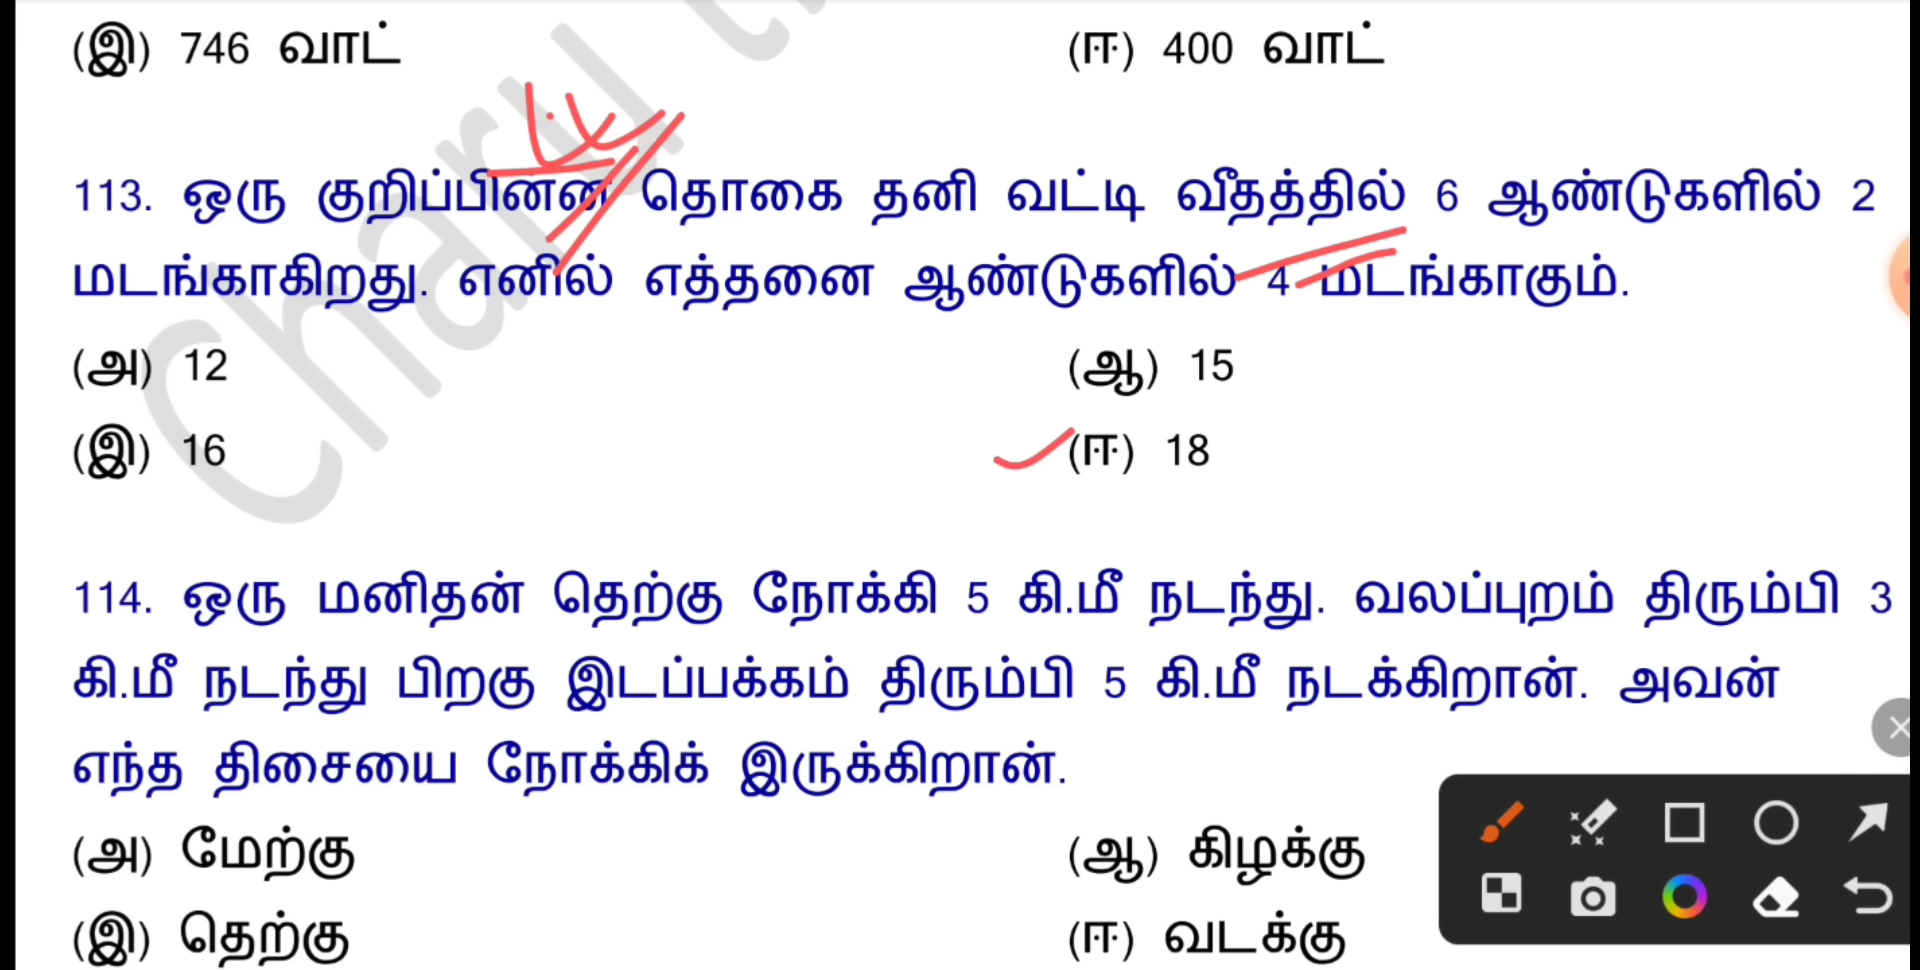 (இ) 746 வாட் (ஈ) 400 வாட்
113. ஒரு குறிப்பினன தொகை தனி வட்டி வீதத்தில் 6 ஆண்டுகளில் 2
மடங்காகிறது. எனில் எத்தனை ஆண்டுகளில் 4 மடங்காகும்.
(அ) 12 (ஆ) 15
(இ) 16 (ஈ) 18
114. ஒரு மனிதன் தெற்கு நோக்கி 5 கி.மீ நடந்து. வலப்புறம் திரும்பி 3
கி.மீ நடந்து பிறகு இடப்பக்கம் திரும்பி 5 கி.மீ நடக்கிறான். அவன்
எந்த திசையை நோக்கிக் இருக்கிறான்.
(அ) மேற்கு (ஆ) கிழக்கு
(இ) தெற்கு (ஈ) வடக்கு
Charu